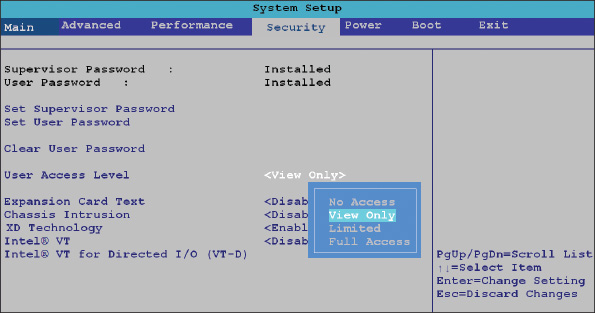 System Setup
Main Advanced Performance Security Power Boot Exit
Supervisor Password : Installed
User Password : Installed
Set Supervisor Password
Set User Password
Clear User Password
User Access Level <View Only>
Expansion Card Text <Disab
Chassis Intrusion <Disab
XD Technology <Enabl
Intel® VT <Disab
Intel® VT for Directed I/O (VT-D)
No Access
View Only
Limited
Full Access
PgUp/PgDn=Scroll List
↑↓=Select Item
Enter=Change Setting
Esc=Discard Changes